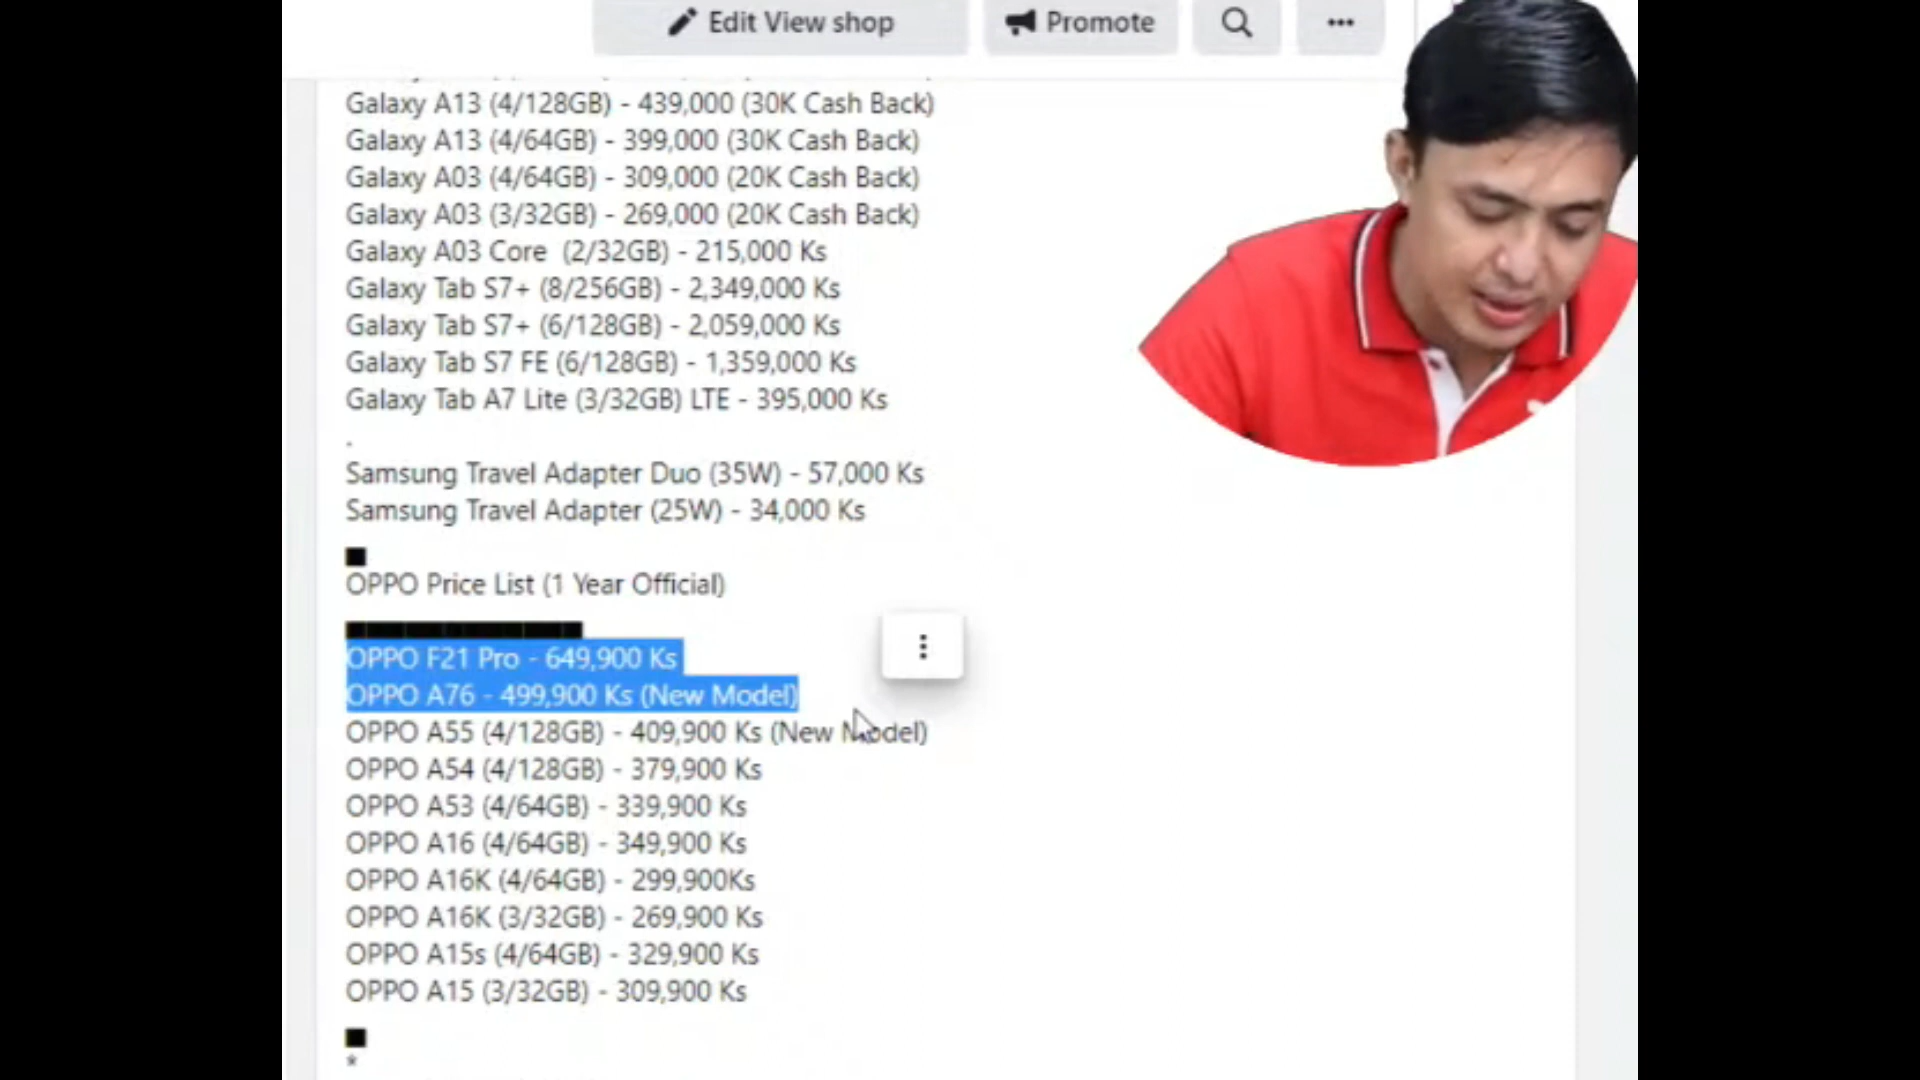 Edit View shop
Promote
Galaxy A13 (4/128GB) - 439,000 (30K Cash Back)
Galaxy A13 (4/64GB) - 399,000 (30K Cash Back)
Galaxy A03 (4/64GB) - 309,000 (20K Cash Back)
Galaxy A03 (3/32GB) - 269,000 (20K Cash Back)
Galaxy A03 Core (2/32GB) - 215,000 Ks
Galaxy Tab S7+ (8/256GB) - 2,349,000 Ks
Galaxy Tab S7+ (6/128GB) - 2,059,000 Ks
Galaxy Tab S7 FE (6/128GB) - 1,359,000 Ks
Galaxy Tab A7 Lite (3/32GB) LTE - 395,000 Ks
.
Samsung Travel Adapter Duo (35W) - 57,000 Ks
Samsung Travel Adapter (25W) - 34,000 Ks
OPPO Price List (1 Year Official)
OPPO F21 Pro - 649,900 Ks
OPPO A76 - 499,900 Ks (New Model)
OPPO A55 (4/128GB) - 409,900 Ks (New Model)
OPPO A54 (4/128GB) - 379,900 Ks
OPPO A53 (4/64GB) - 339,900 Ks
OPPO A16 (4/64GB) - 349,900 Ks
OPPO A16K (4/64GB) - 299,900Ks
OPPO A16K (3/32GB) - 269,900 Ks
OPPO A15s (4/64GB) - 329,900 Ks
OPPO A15 (3/32GB) - 309,900 Ks
*